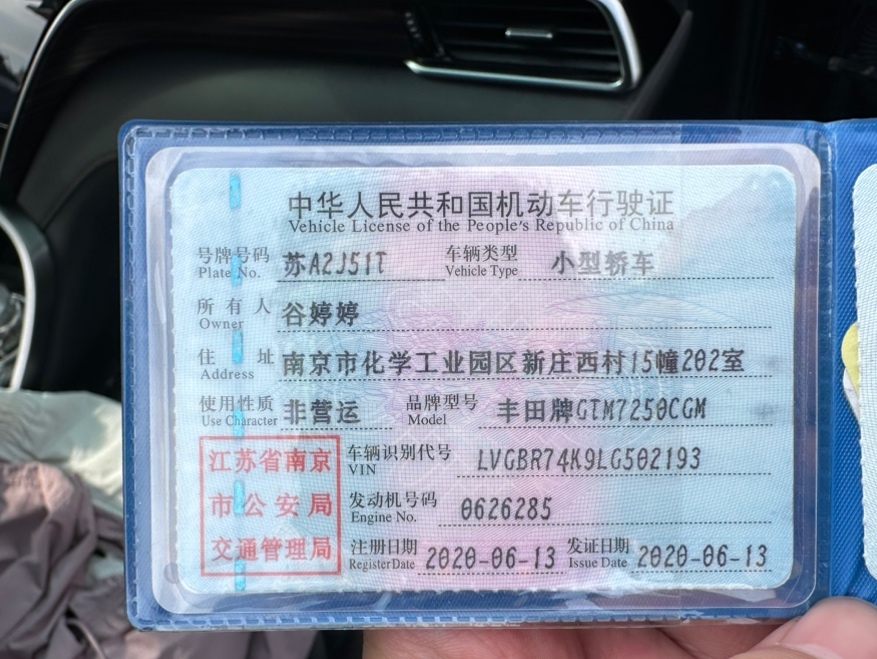 中华人民共和国机动车行驶证
Vehicle License of the People's Republic of China
号牌号码 苏A2J51T 车辆类型 小型轿车
Plate No. Vehicle Type
所有人 谷婷婷
Owner
住址 南京市化学工业园区新庄西村15幢202室
Address
使用性质 非营运 品牌型号 丰田牌GTM7250CGM
Use Character Model
江苏省南京 车辆识别代号 LVGBR74K9LG502193
VIN
市公安局 发动机号码 0626285
Engine No.
交通管理局 注册日期 2020-06-13 发证日期 2020-06-13
Register Date Issue Date